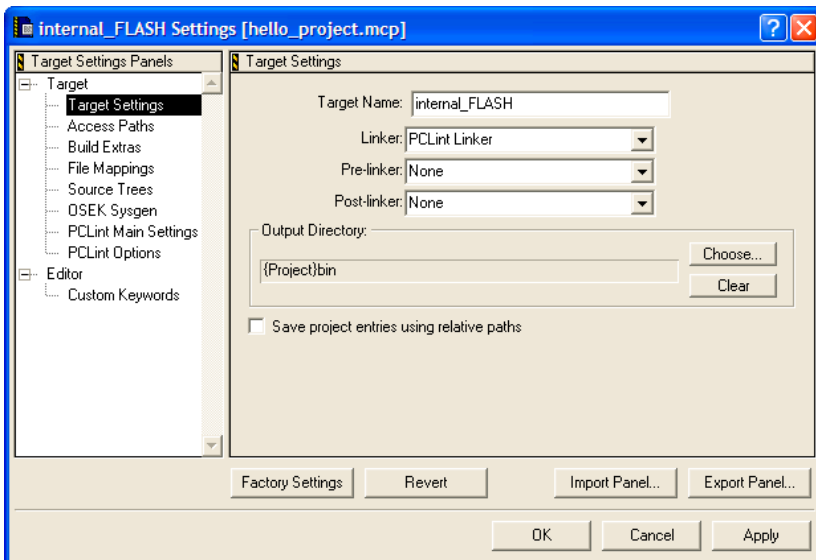 internal_FLASH Settings [hello_project.mcp]
Target Settings Panels
Target
Target Settings
Access Paths
Build Extras
File Mappings
Source Trees
OSEK Sysgen
PCLint Main Settings
PCLint Options
Editor
Custom Keywords
Target Settings
Target Name: internal_FLASH
Linker: PCLint Linker
Pre-linker: None
Post-linker: None
Output Directory:
{Project}bin
Choose...
Clear
Save project entries using relative paths
Factory Settings Revert Import Panel... Export Panel...
OK Cancel Apply